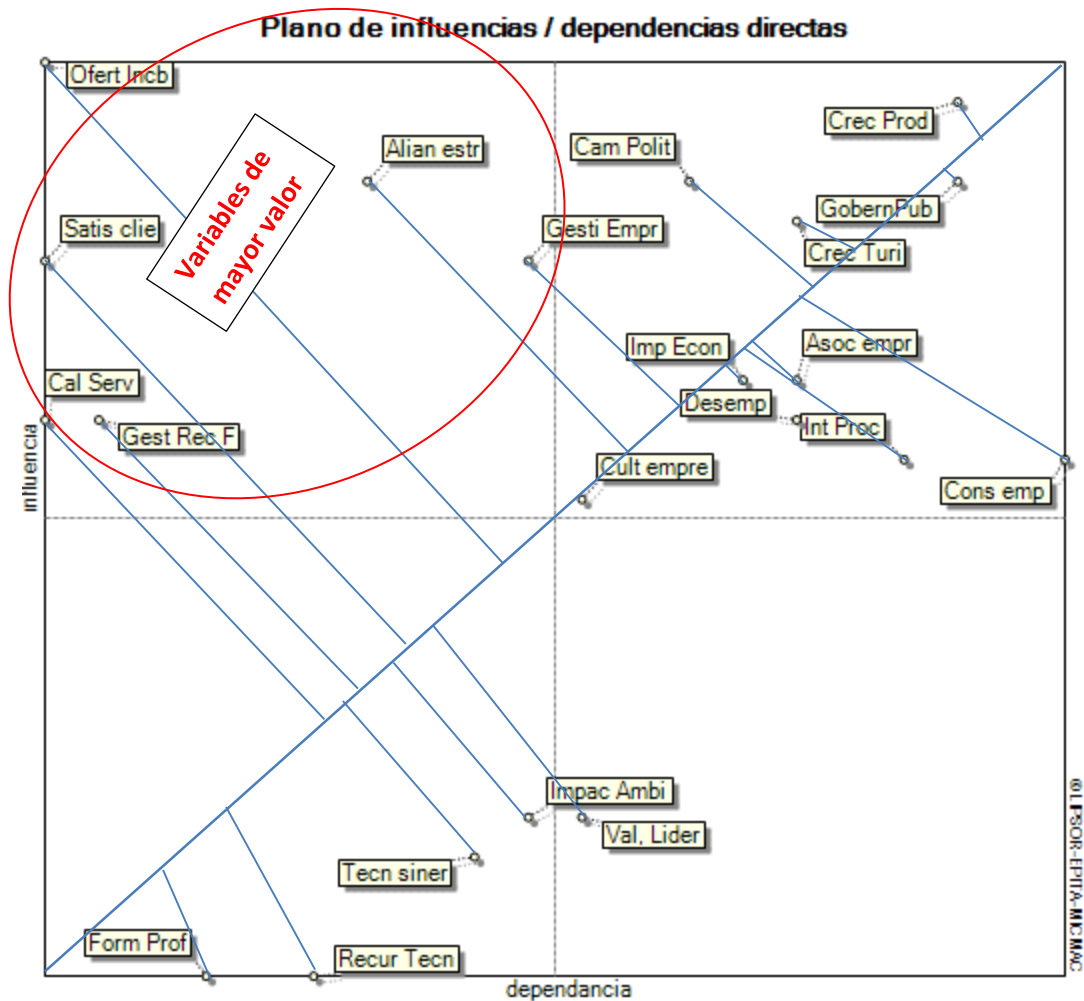 Plano de influencias / dependencias directas
Ofert Incb
Crec Prod
Alian estr
Cam Polit
Variables de
mayor valor
GobernPub
Satis clie
Gesti Empr
Crec Turi
Imp Econ
Asoc empr
Cal Serv
Desemp
Gest Rec F
Int Proc
Cult empre
Cons emp
influencia
Impac Ambi
Val, Lider
Tecn siner
Form Prof
Recur Tecn
dependancia
© LIPSOR-EPITA-MICMAC